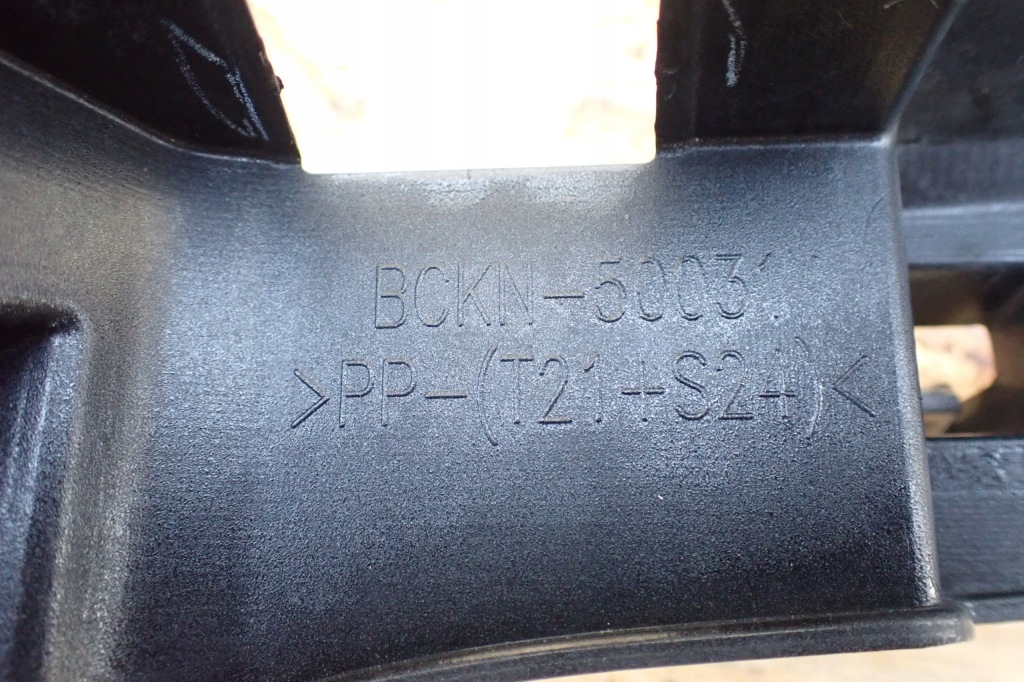 BCKN-50031
>PP-(T21+S24)<